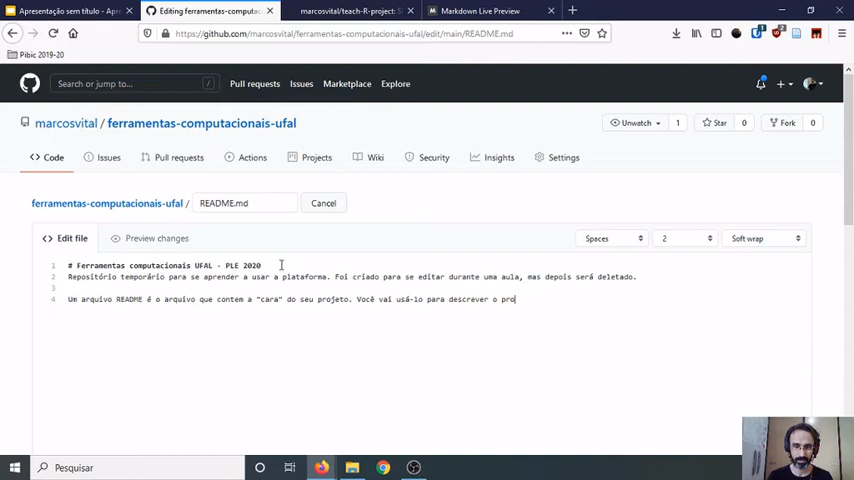 Apresentação sem título - Apre
Editing ferramentas-computac
marcosvital/teach-R-project: Si
Markdown Live Preview
https://github.com/marcosvital/ferramentas-computacionais-ufal/edit/main/README.md
Pibic 2019-20
Search or jump to...
/
Pull requests
Issues
Marketplace
Explore
marcosvital / ferramentas-computacionais-ufal
Unwatch
1
Star
0
Fork
0
Code
Issues
Pull requests
Actions
Projects
Wiki
Security
Insights
Settings
ferramentas-computacionais-ufal / README.md
Cancel
Edit file
Preview changes
Spaces
2
Soft wrap
1 # Ferramentas computacionais UFAL - PLE 2020
2 Repositório temporário para se aprender a usar a plataforma. Foi criado para se editar durante uma aula, mas depois será deletado.
3
4 Um arquivo README é o arquivo que contem a "cara" do seu projeto. Você vai usá-lo para descrever o pro
Pesquisar